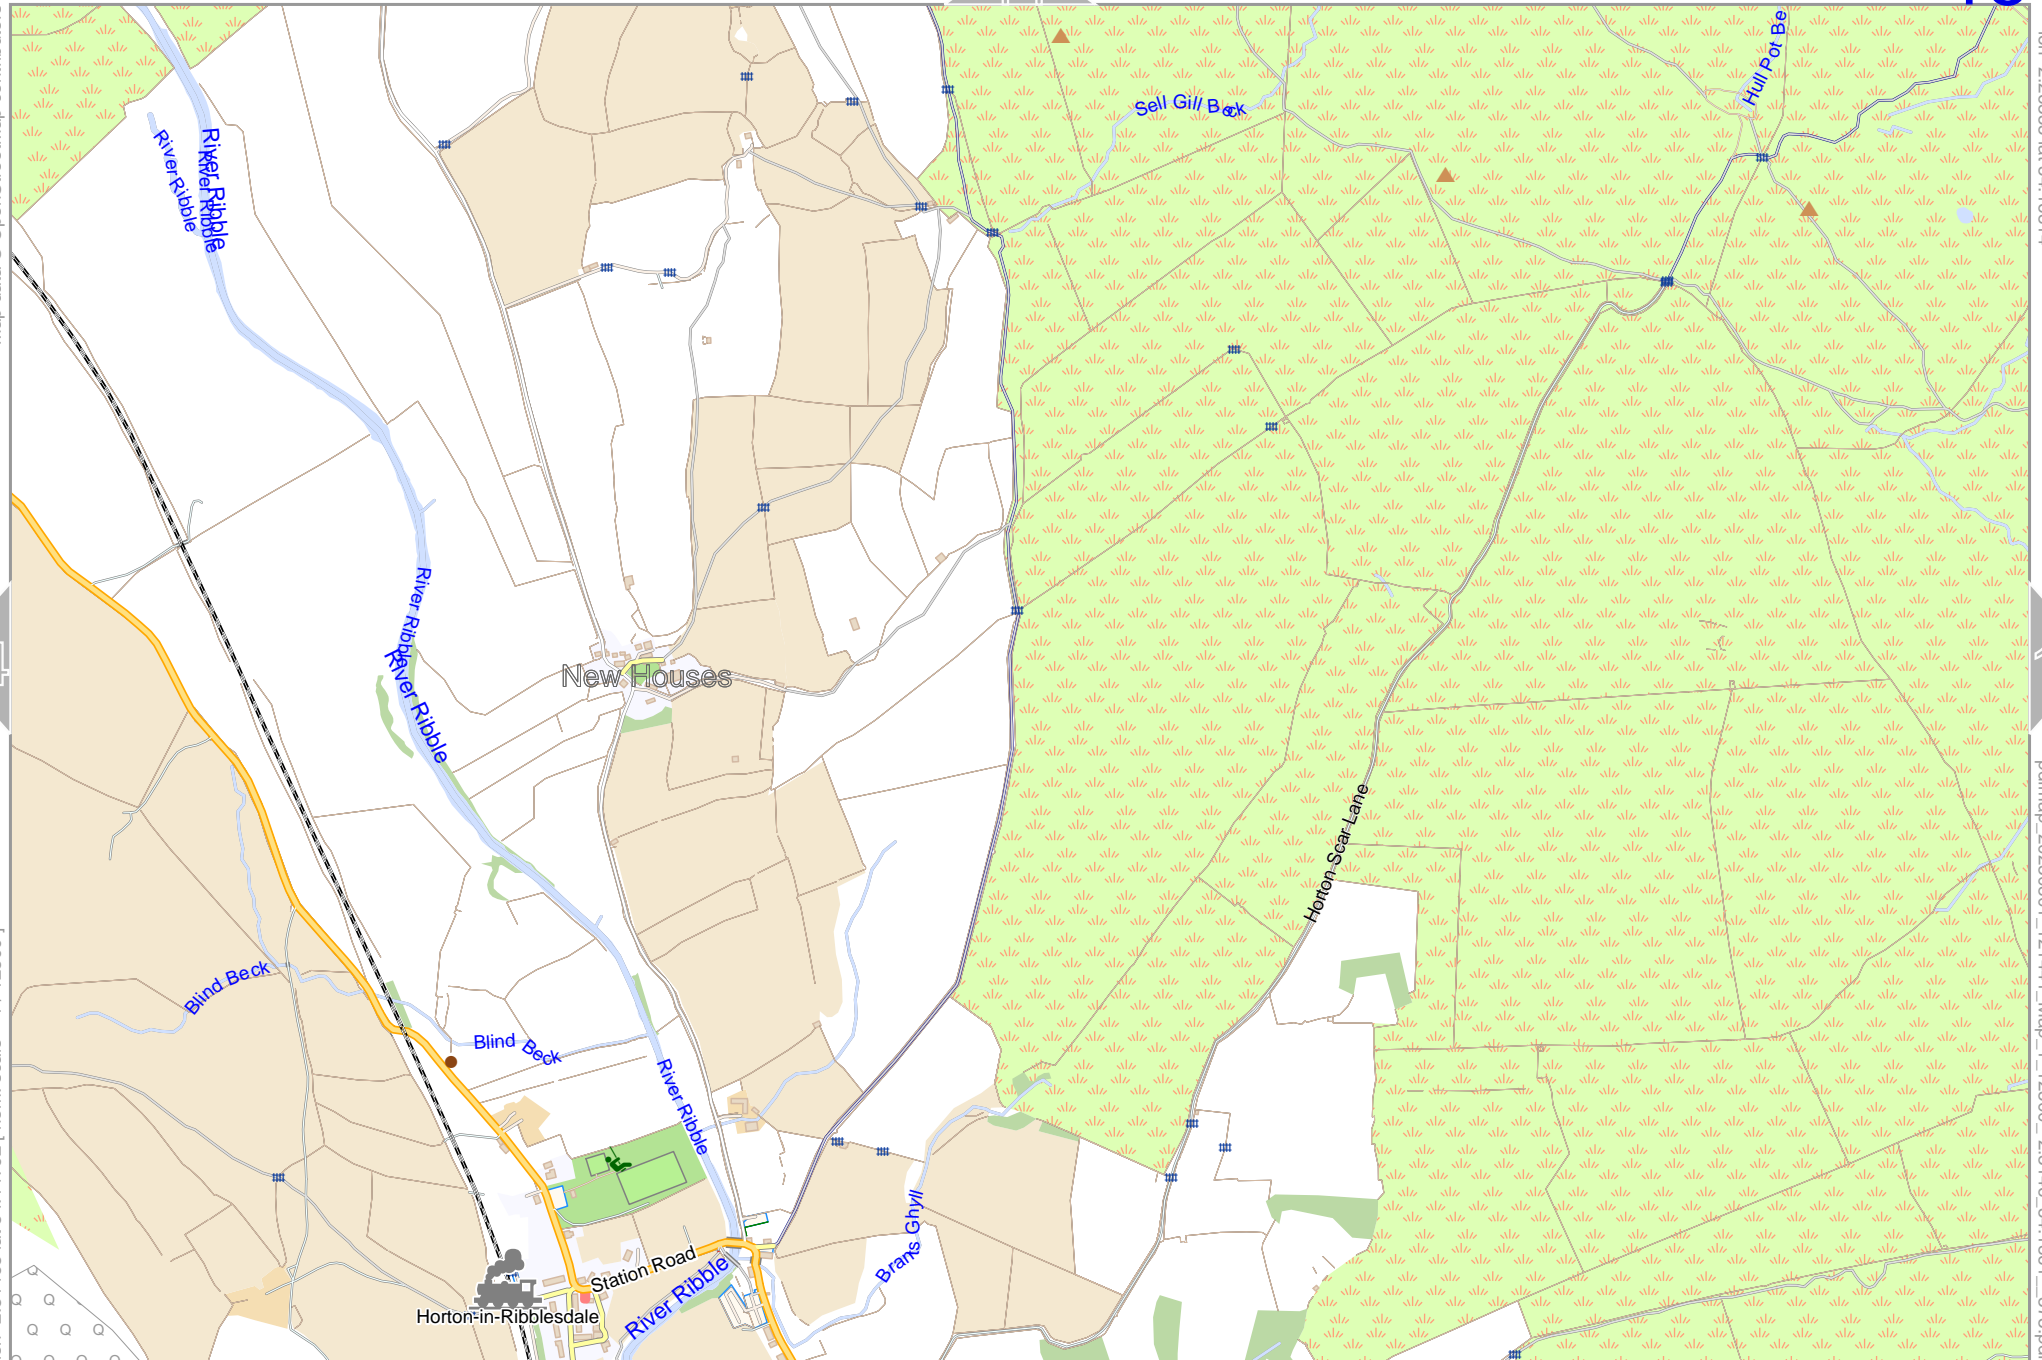 Hull Pot Be
Sell Gill Beck
River Ribble
River Ribble
River Ribble
River Ribble
New Houses
River Ribble
Horton Scar Lane
Blind Beck
Blind Beck
River Ribble
Brants Ghyll
Station Road
River Ribble
Horton-in-Ribblesdale